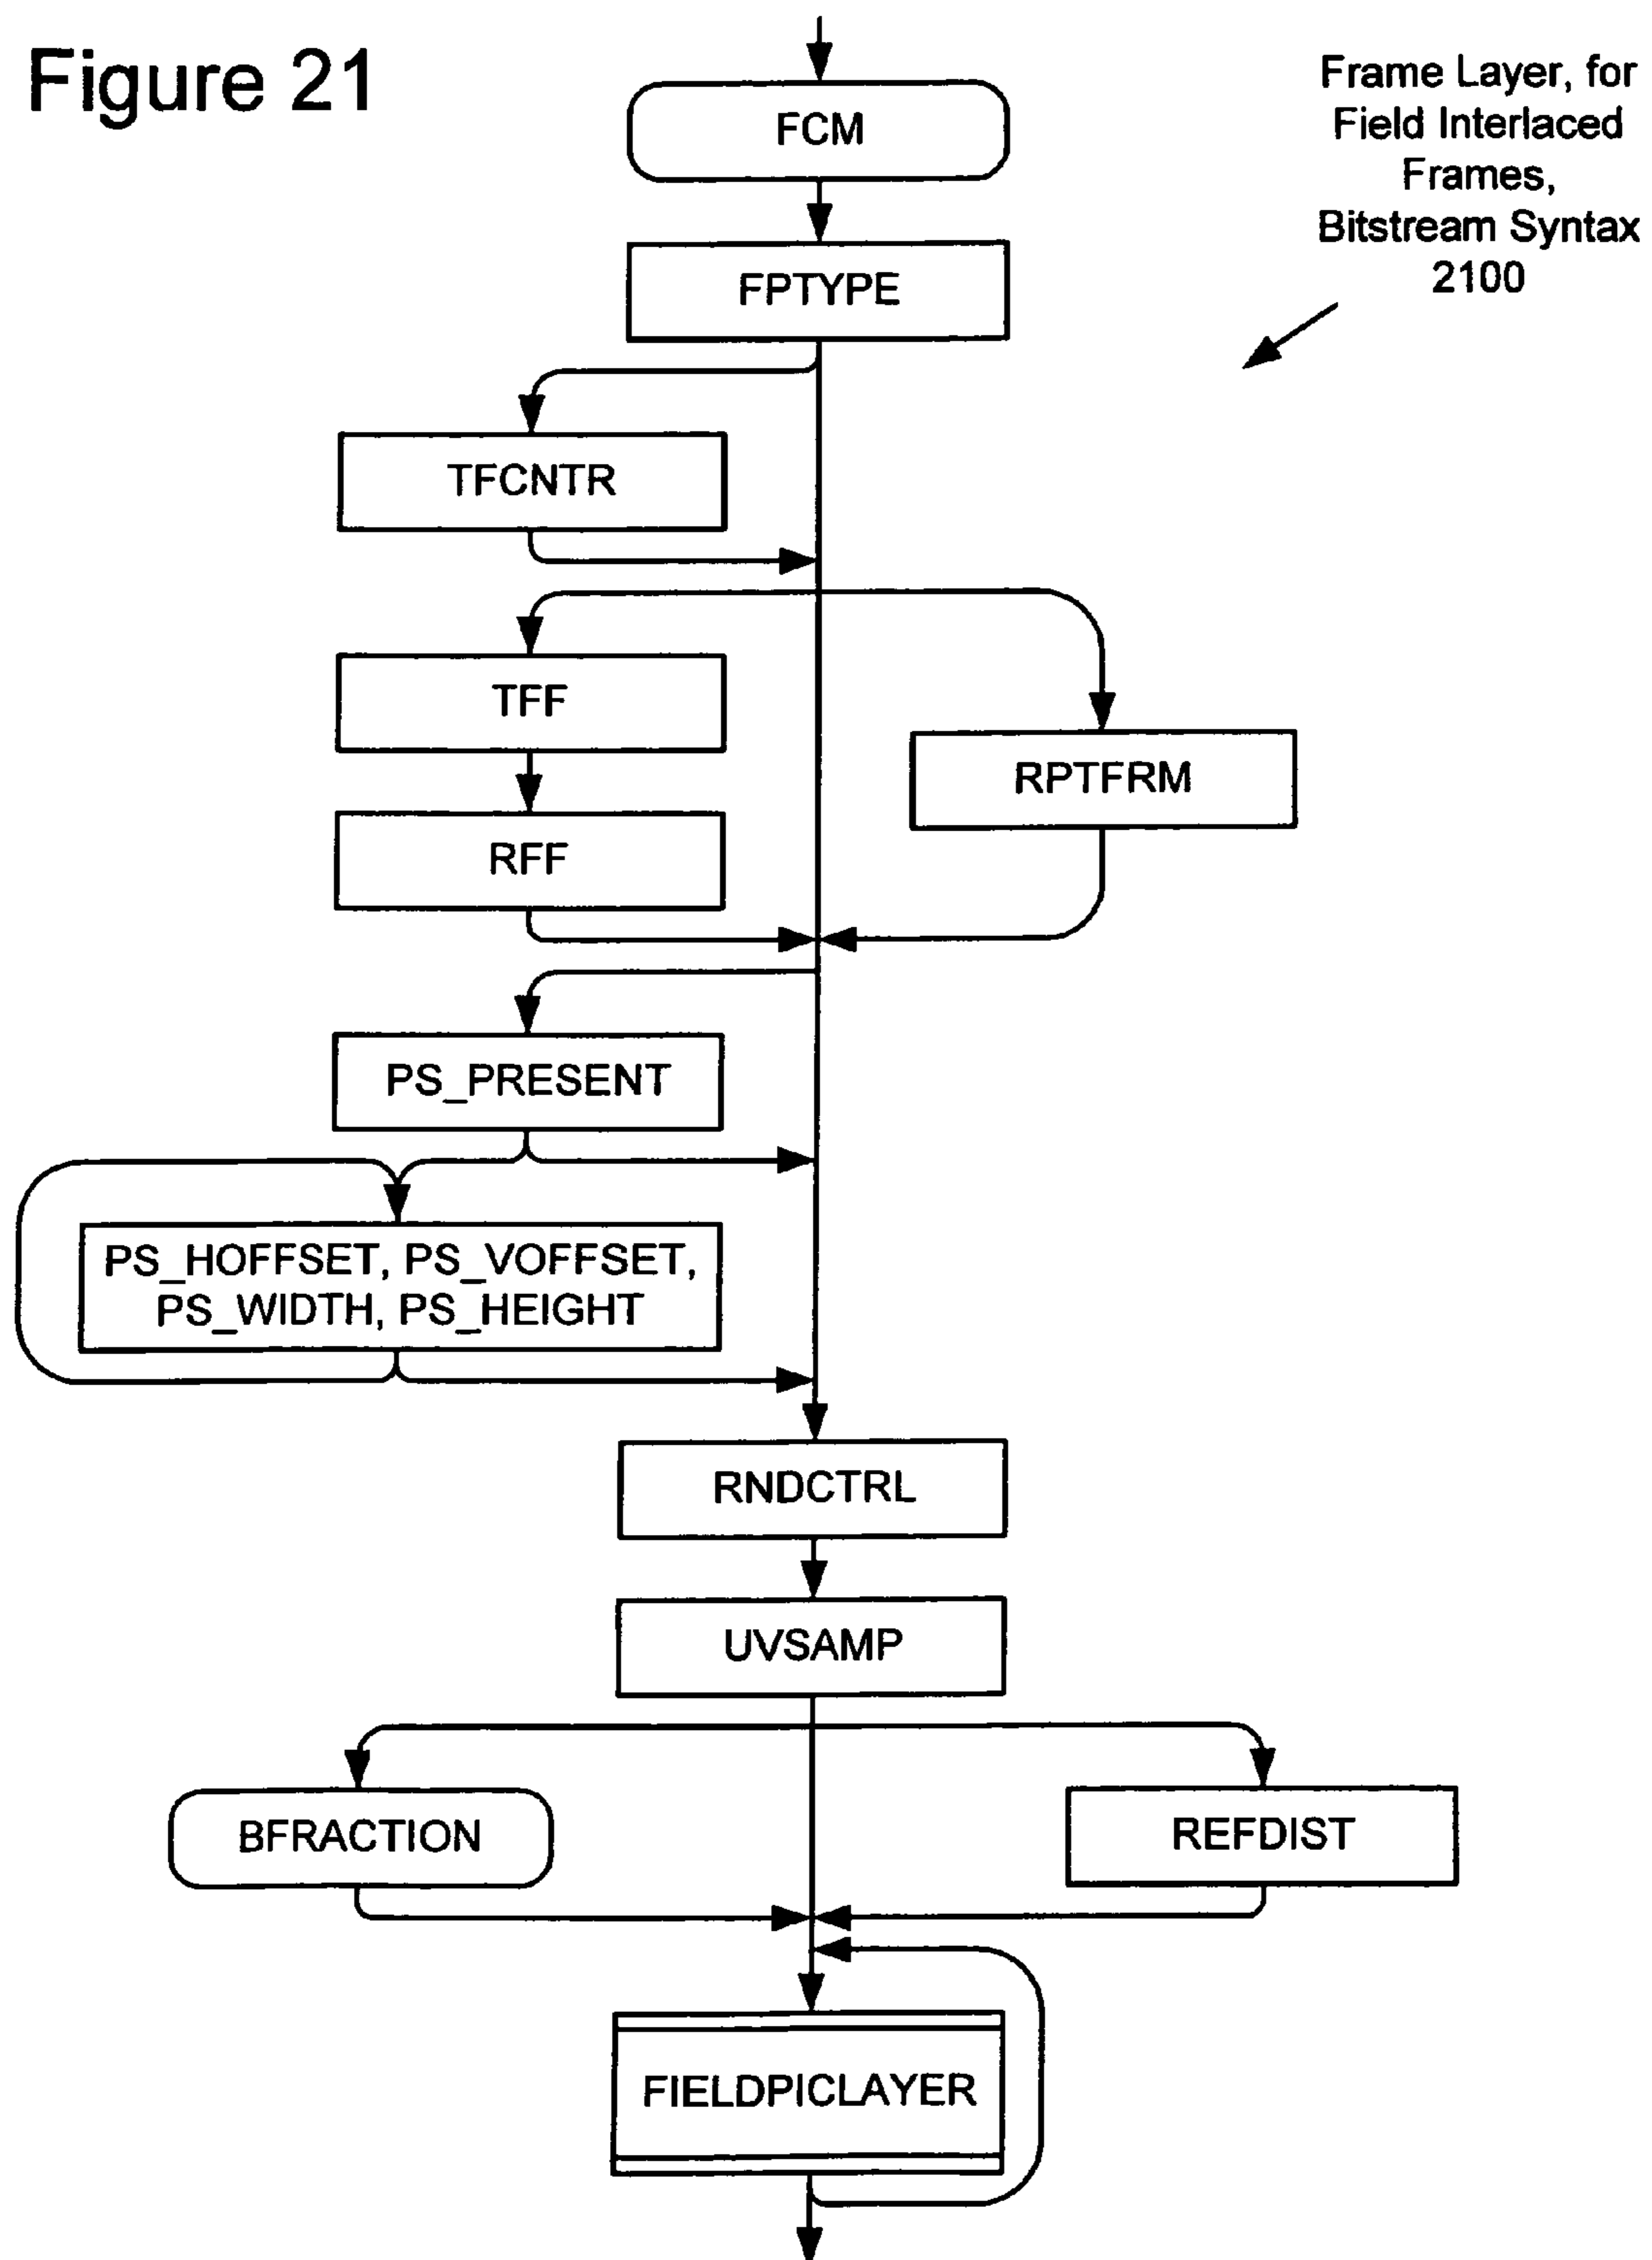 Figure 21
Frame Layer, for
Field Interlaced
Frames,
Bitstream Syntax
2100
FCM
FPTYPE
TFCNTR
TFF
RPTFRM
RFF
PS_PRESENT
PS_HOFFSET, PS_VOFFSET,
PS_WIDTH, PS_HEIGHT
RNDCTRL
UVSAMP
BFRACTION
REFDIST
FIELDPICLAYER